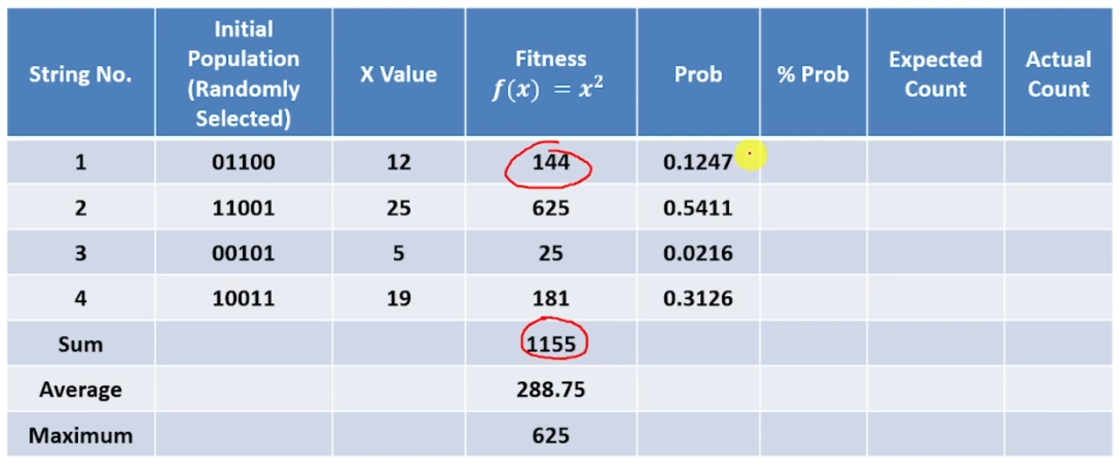 String No. Initial Population (Randomly Selected) X Value Fitness f(x) = x² Prob % Prob Expected Count Actual Count
1 01100 12 144 0.1247
2 11001 25 625 0.5411
3 00101 5 25 0.0216
4 10011 19 181 0.3126
Sum 1155
Average 288.75
Maximum 625